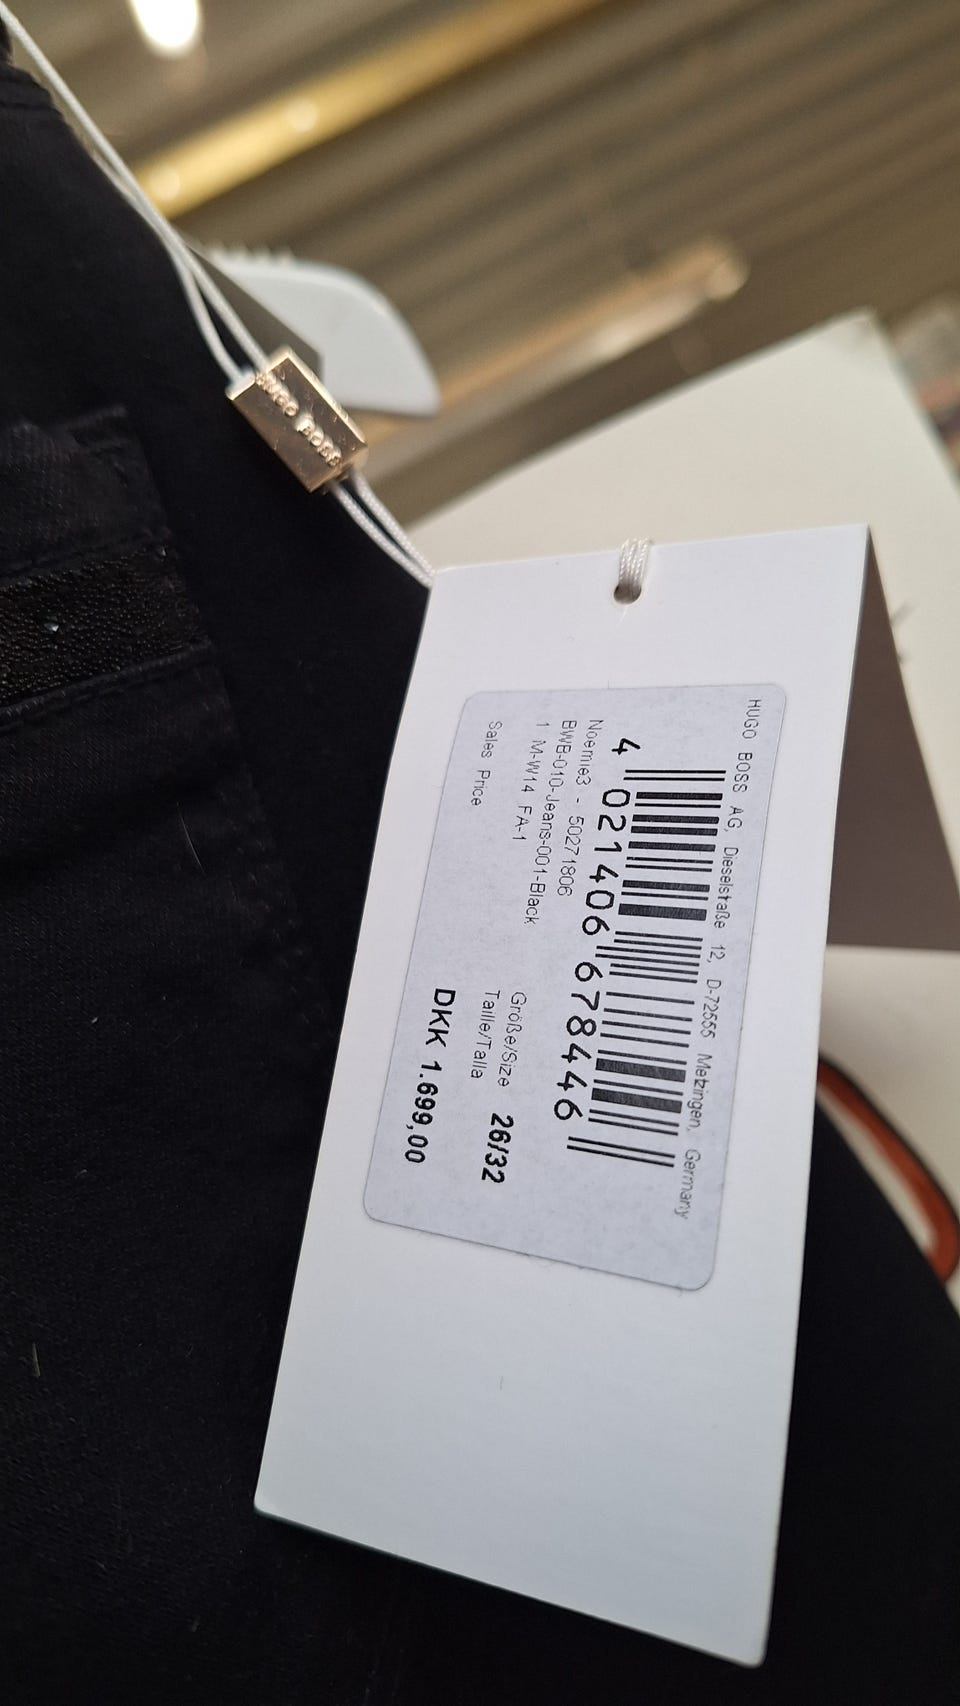 HUGO BOSS
HUGO BOSS AG, Dieselstaße 12, D-72555 Metzingen, Germany
4 021406 678446
Noemie3 - 50271806
BWB-010-Jeans-001-Black
1 M-W14 FA-1
Größe/Size 26/32
Taille/Talla
Sales Price
DKK 1.699,00